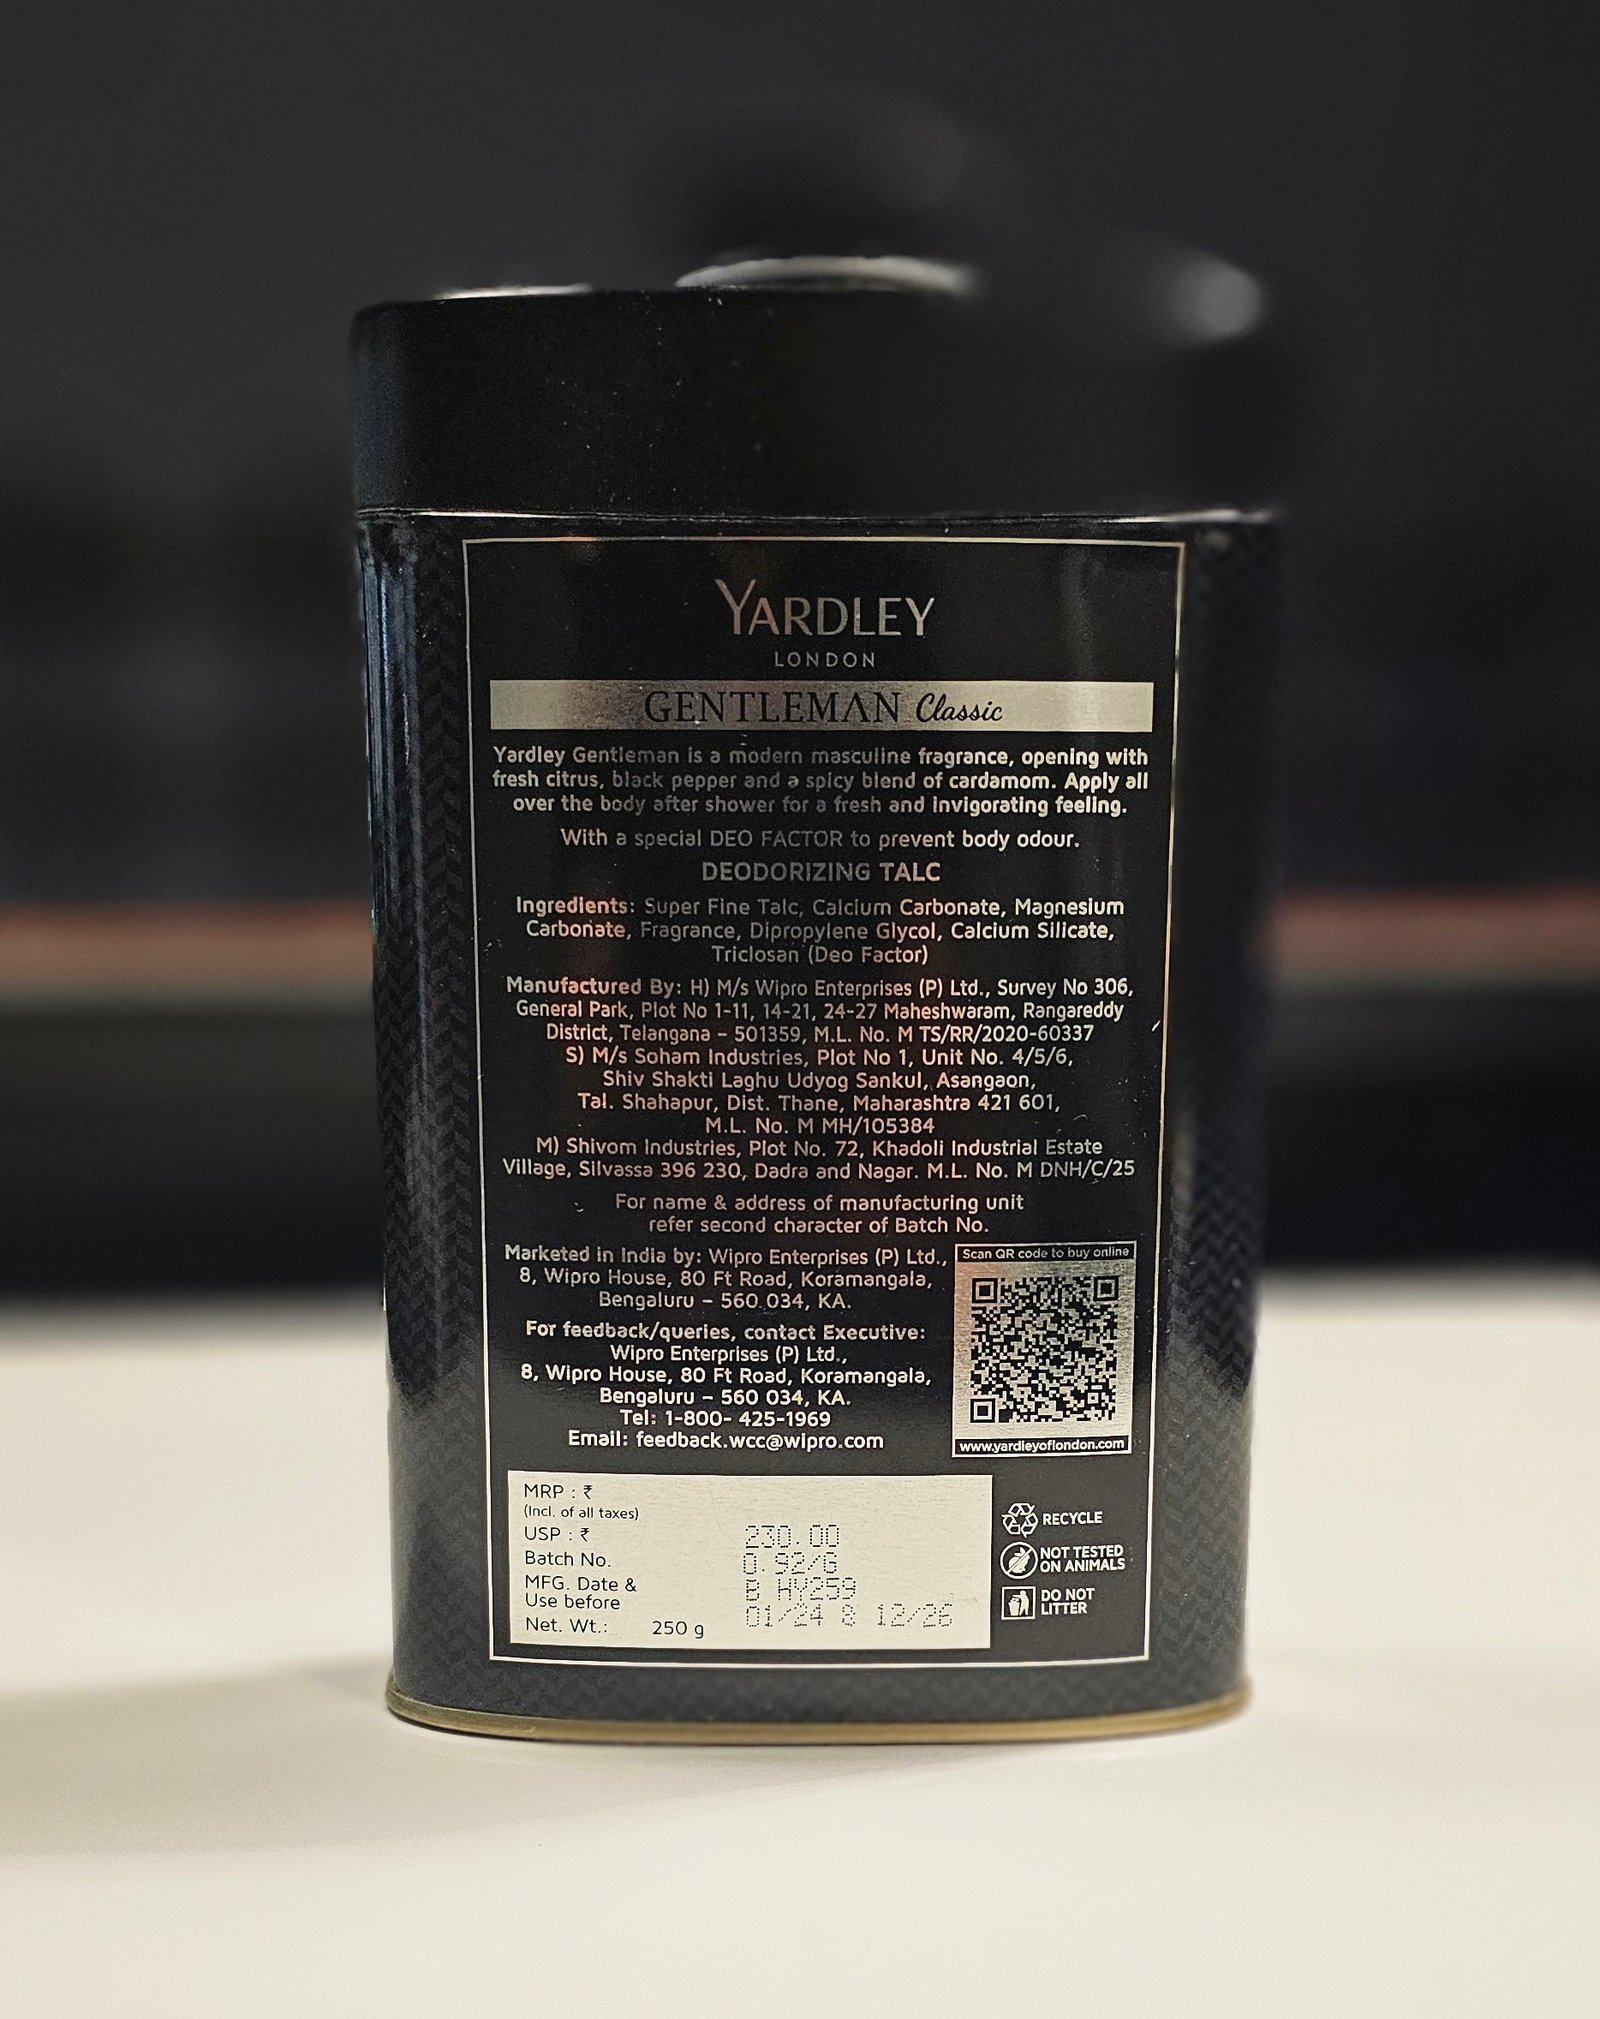 YARDLEY
LONDON
GENTLEMAN Classic
Yardley Gentleman is a modern masculine fragrance, opening with
fresh citrus, black pepper and a spicy blend of cardamom. Apply all
over the body after shower for a fresh and invigorating feeling.
With a special DEO FACTOR to prevent body odour.
DEODORIZING TALC
Ingredients: Super Fine Talc, Calcium Carbonate, Magnesium
Carbonate, Fragrance, Dipropylene Glycol, Calcium Silicate,
Triclosan (Deo Factor)
Manufactured By: H) M/s Wipro Enterprises (P) Ltd., Survey No 306,
General Park, Plot No 1-11, 14-21, 24-27 Maheshwaram, Rangareddy
District, Telangana – 501359, M.L. No. M TS/RR/2020-60337
S) M/s Soham Industries, Plot No 1, Unit No. 4/5/6,
Shiv Shakti Laghu Udyog Sankul, Asangaon,
Tal. Shahapur, Dist. Thane, Maharashtra 421 601,
M.L. No. M MH/105384
M) Shivom Industries, Plot No. 72, Khadoli Industrial Estate
Village, Silvassa 396 230, Dadra and Nagar. M.L. No. M DNH/C/25
For name & address of manufacturing unit
refer second character of Batch No.
Marketed in India by: Wipro Enterprises (P) Ltd.,
8, Wipro House, 80 Ft Road, Koramangala,
Bengaluru – 560 034, KA.
For feedback/queries, contact Executive:
Wipro Enterprises (P) Ltd.,
8, Wipro House, 80 Ft Road, Koramangala,
Bengaluru – 560 034, KA.
Tel: 1-800- 425-1969
Email: feedback.wcc@wipro.com
Scan QR code to buy online
www.yardleyoflondon.com
MRP : ₹
(Incl. of all taxes)
230.00
USP : ₹
0.92/G
Batch No.
B HY259
MFG. Date &
Use before
01/24 & 12/26
Net. Wt.: 250 g
RECYCLE
NOT TESTED
ON ANIMALS
DO NOT
LITTER